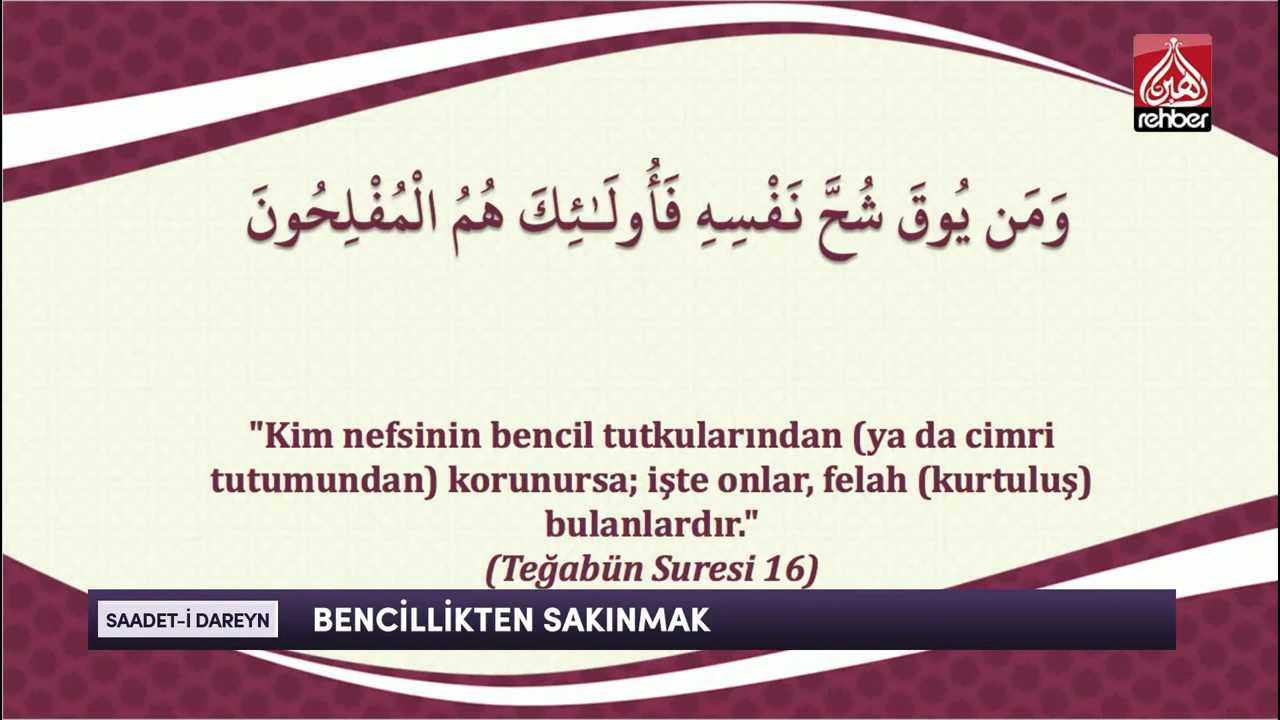 رهبر
rehber
وَمَن يُوقَ شُحَّ نَفْسِهِ فَأُولَـٰئِكَ هُمُ الْمُفْلِحُونَ
"Kim nefsinin bencil tutkularından (ya da cimri
tutumundan) korunursa; işte onlar, felah (kurtuluş)
bulanlardır."
(Teğabün Suresi 16)
SAADET-İ DAREYN
BENCİLLİKTEN SAKINMAK